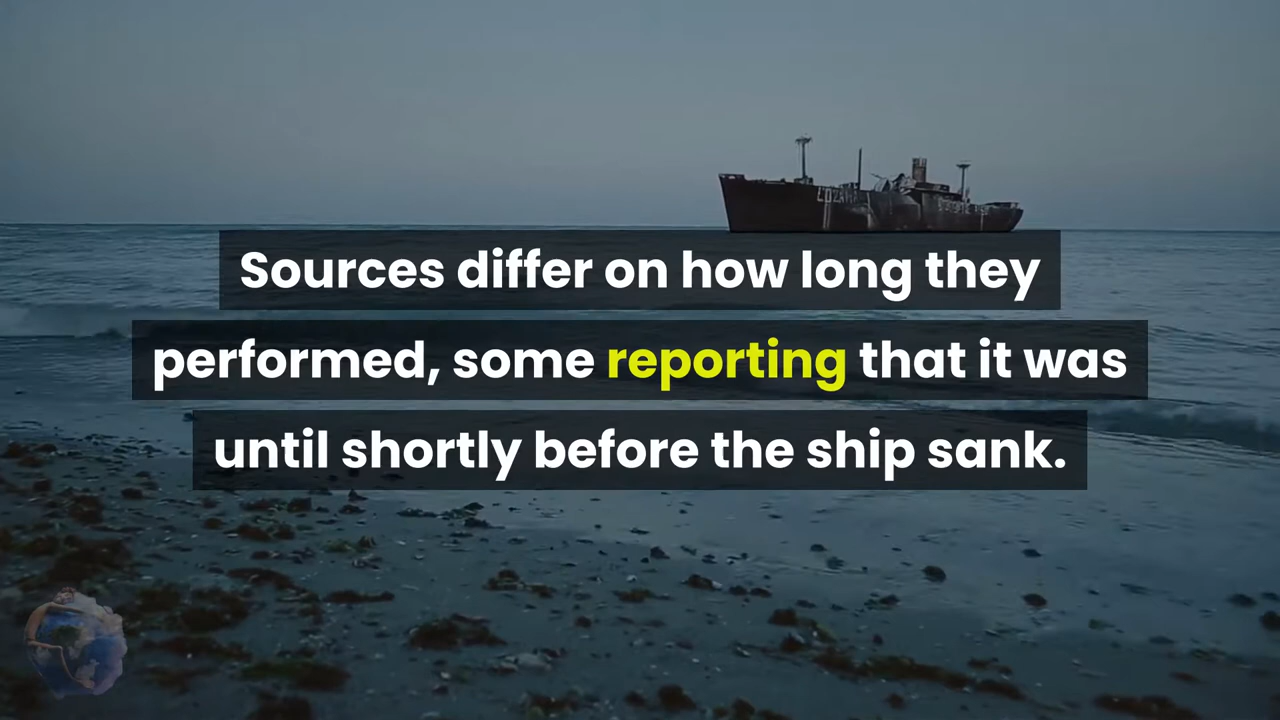 Sources differ on how long they
performed, some reporting that it was
until shortly before the ship sank.